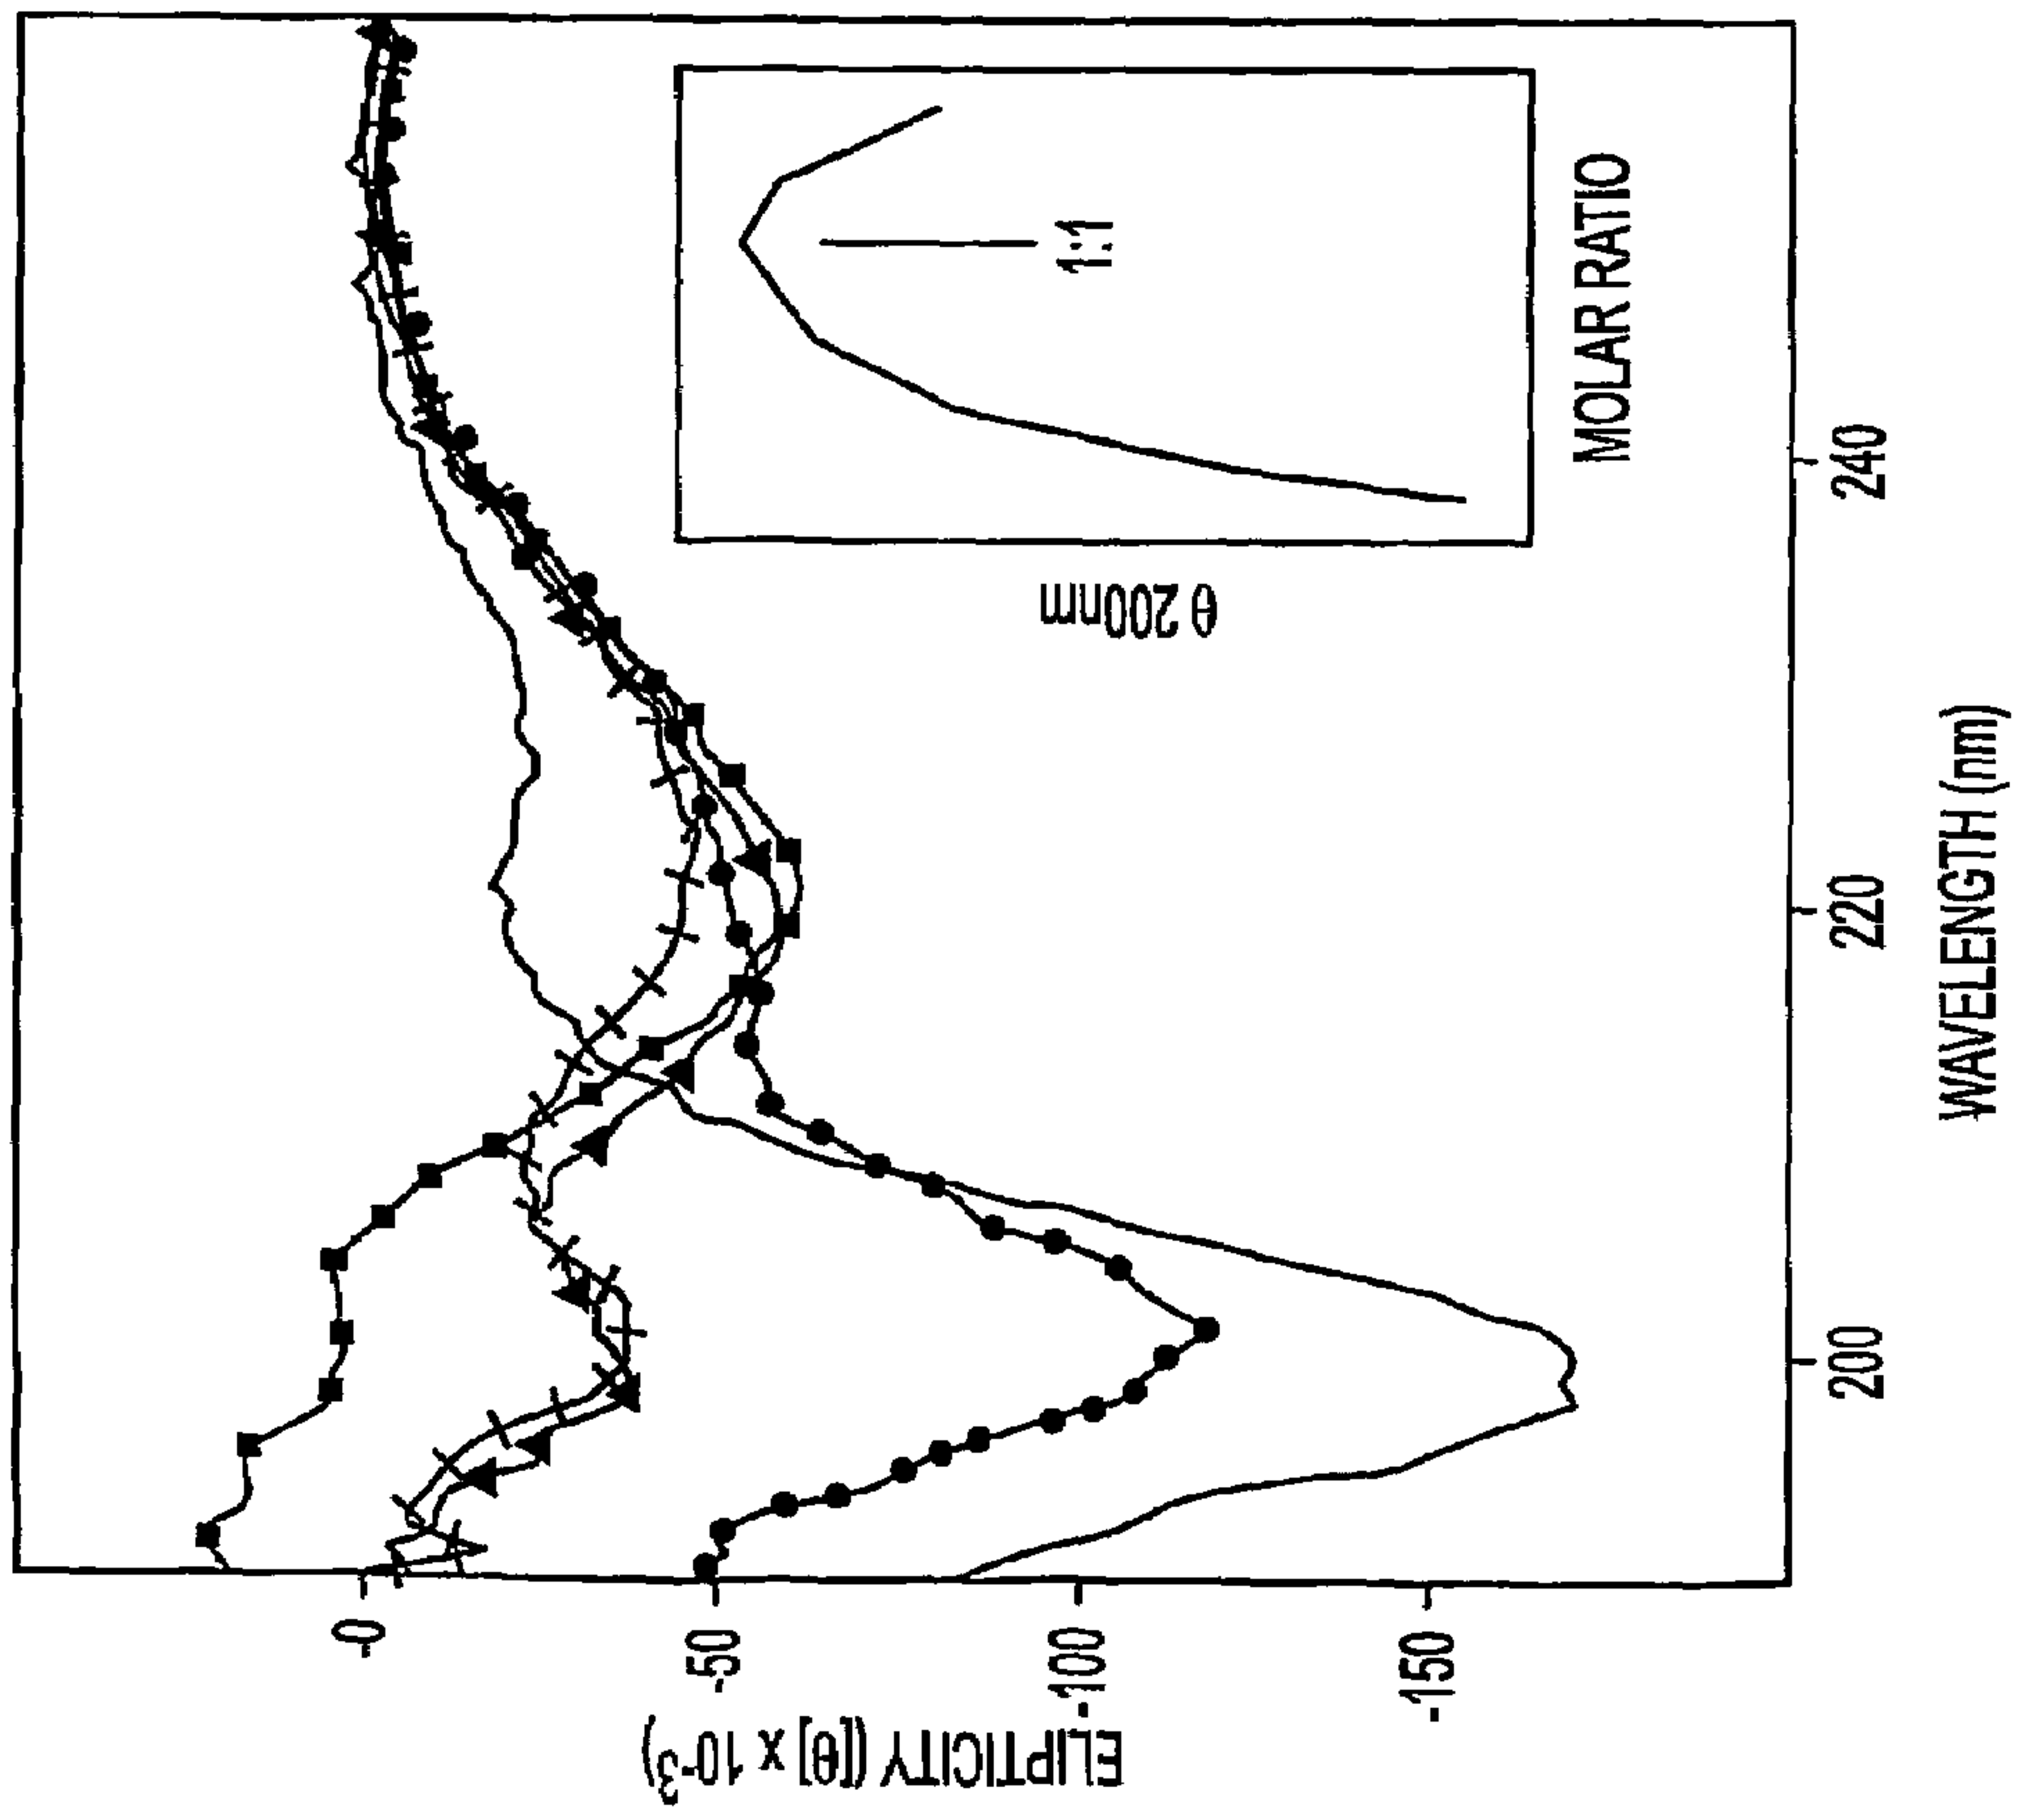 ELIPTICITY ([θ] x 10-3)
-0
-50
-100
-150
200
220
240
WAVELENGTH (nm)
θ 200nm
1:1
MOLAR RATIO